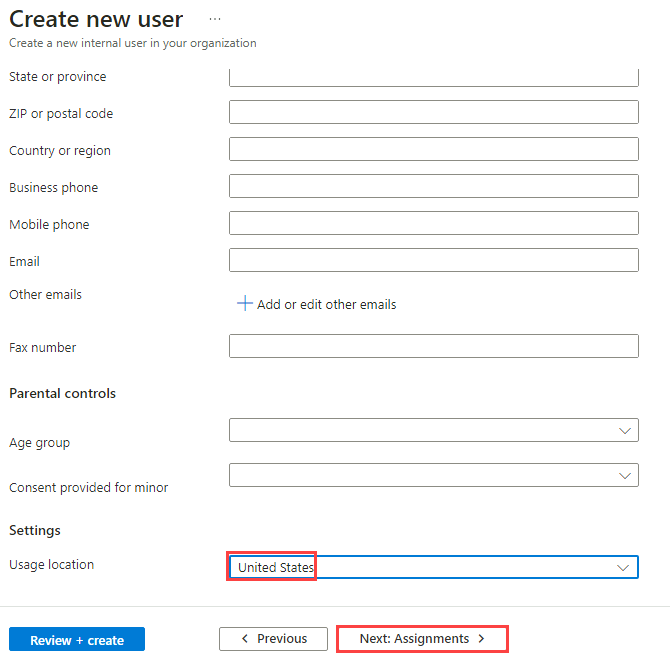 Create new user ...
Create a new internal user in your organization
State or province
ZIP or postal code
Country or region
Business phone
Mobile phone
Email
Other emails
Add or edit other emails
Fax number
Parental controls
Age group
Consent provided for minor
Settings
Usage location
United States
Review + create
< Previous
Next: Assignments >